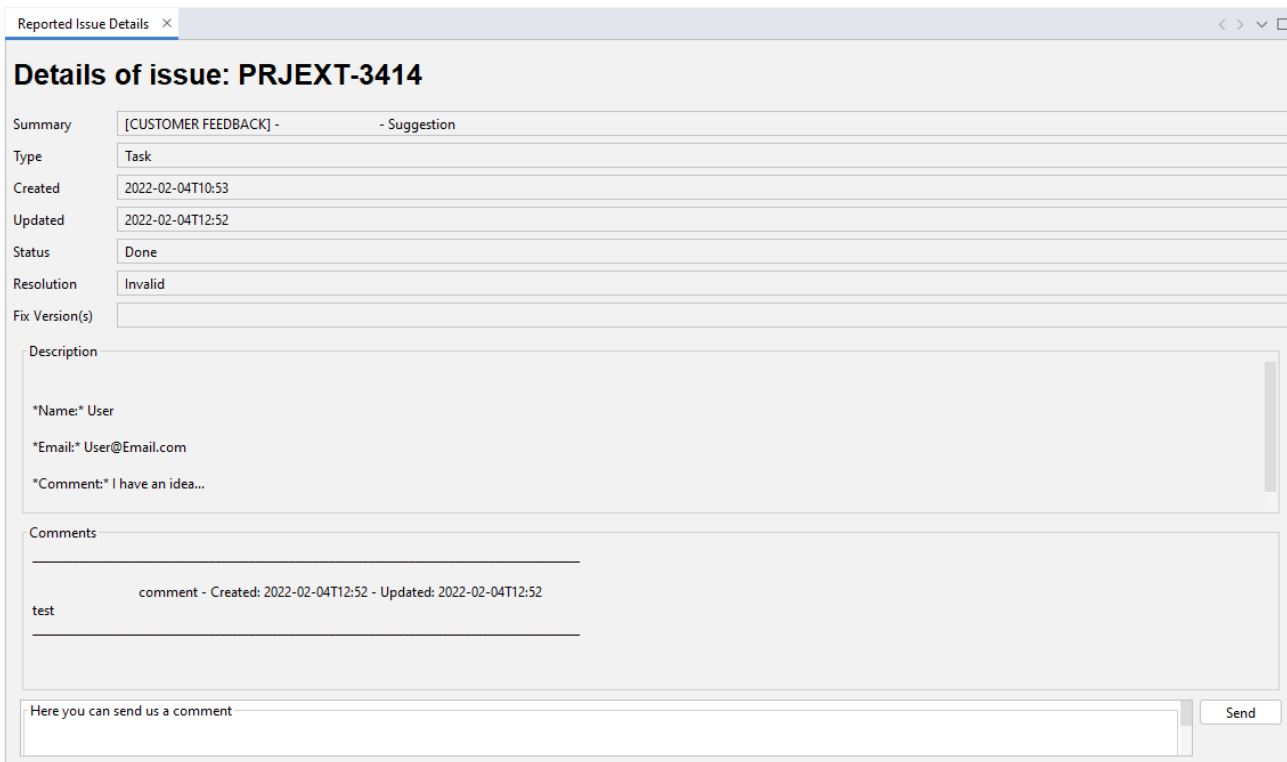 Reported Issue Details ×
Details of issue: PRJEXT-3414
Summary [CUSTOMER FEEDBACK] - - Suggestion
Type Task
Created 2022-02-04T10:53
Updated 2022-02-04T12:52
Status Done
Resolution Invalid
Fix Version(s)
Description
*Name:* User
*Email:* User@Email.com
*Comment:* I have an idea...
Comments
comment - Created: 2022-02-04T12:52 - Updated: 2022-02-04T12:52
test
Here you can send us a comment
Send